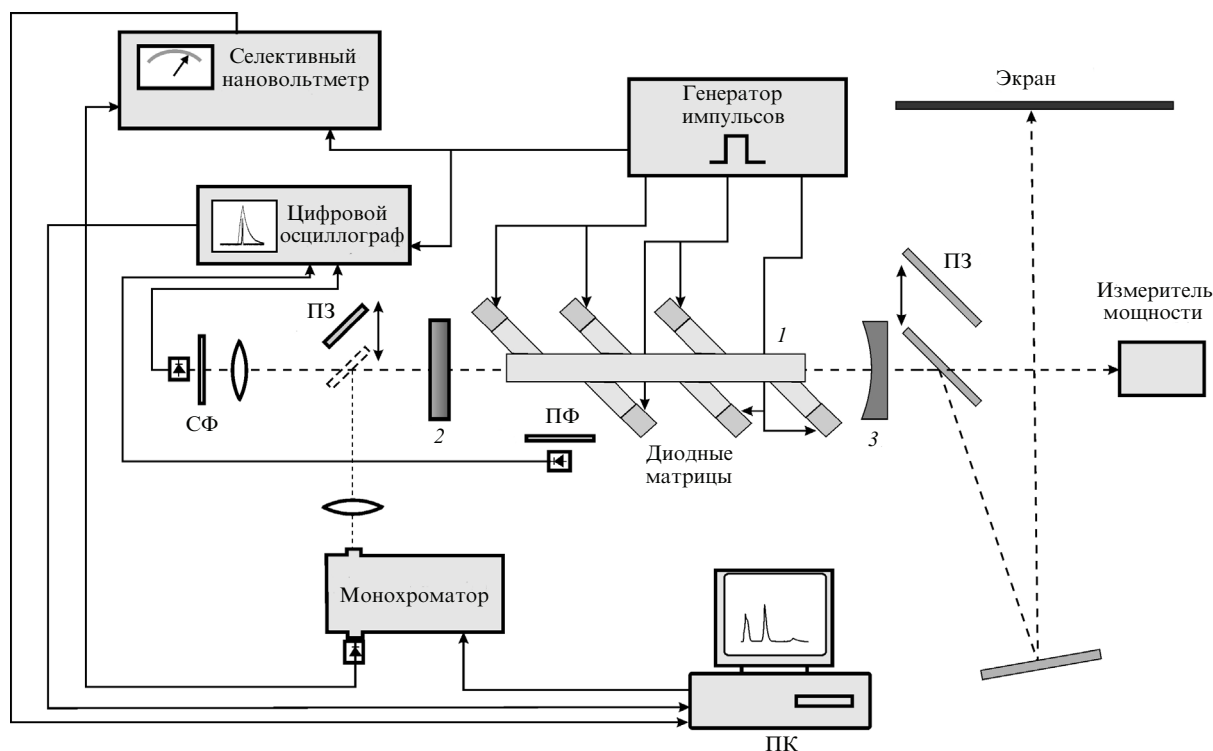 Селективный
нановольтметр
Генератор
импульсов
Экран
Цифровой
осциллограф
ПЗ
ПЗ
Измеритель
мощности
1
СФ
2
ПФ
3
Диодные
матрицы
Монохроматор
ПК